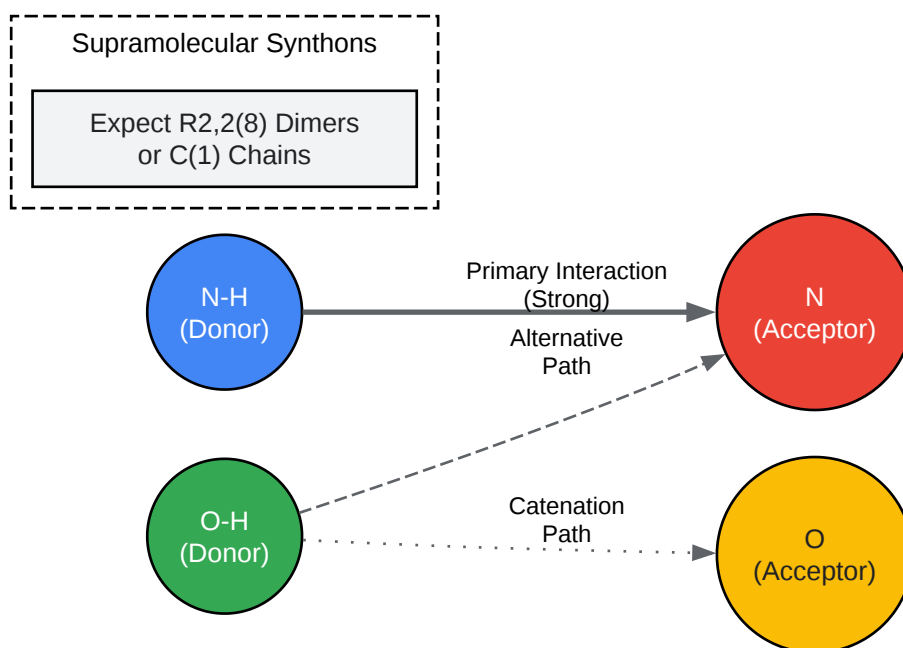 Supramolecular Synthons
Expect R2,2(8) Dimers
or C(1) Chains
N-H
(Donor)
Primary Interaction
(Strong)
N
(Acceptor)
Alternative
Path
O-H
(Donor)
Catenation
Path
O
(Acceptor)